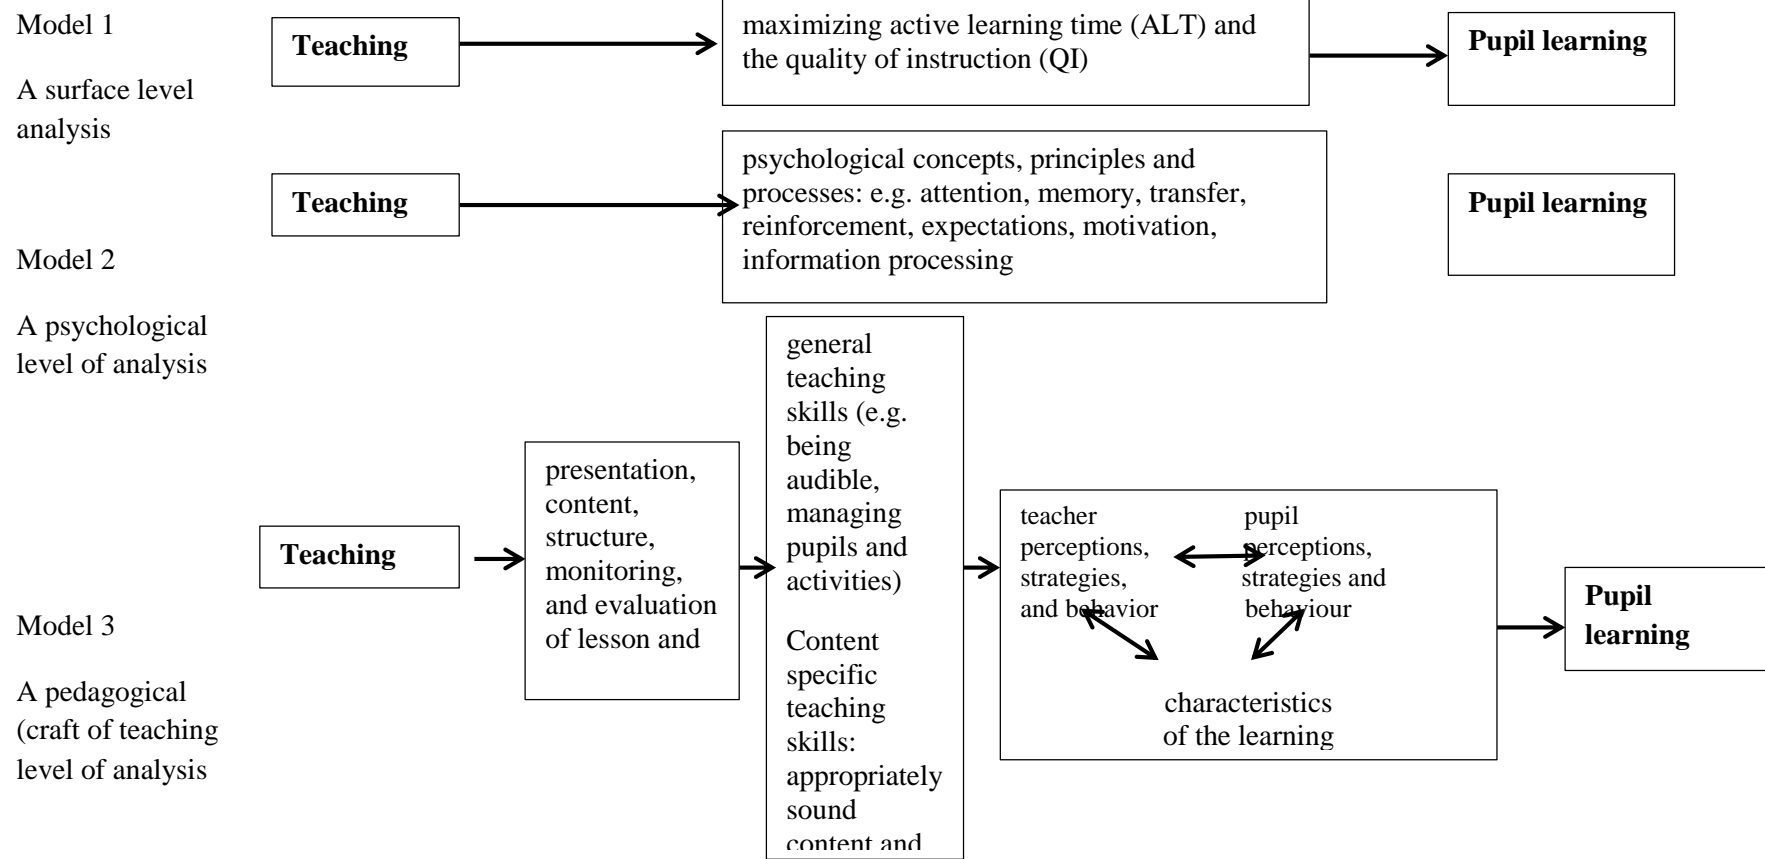 Model 1
A surface level
analysis
Teaching
maximizing active learning time (ALT) and
the quality of instruction (QI)
Pupil learning
Model 2
A psychological
level of analysis
Teaching
psychological concepts, principles and
processes: e.g. attention, memory, transfer,
reinforcement, expectations, motivation,
information processing
Pupil learning
Model 3
A pedagogical
(craft of teaching
level of analysis
Teaching
presentation,
content,
structure,
monitoring,
and evaluation
of lesson and
general
teaching
skills (e.g.
being
audible,
managing
pupils and
activities)
Content
specific
teaching
skills:
appropriately
sound
content and
teacher
perceptions,
strategies,
and behavior
pupil
perceptions,
strategies and
behaviour
characteristics
of the learning
Pupil
learning